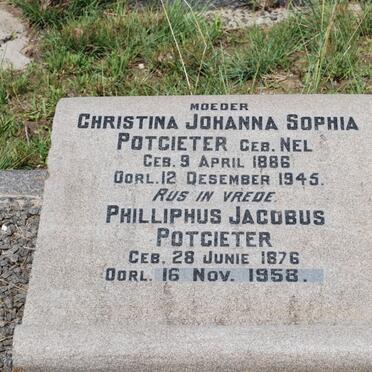 MOEDER
CHRISTINA JOHANNA SOPHIA
POTGIETER GEB. NEL
GEB. 9 APRIL 1886
OORL. 12 DESEMBER 1945.
RUS IN VREDE.
PHILLIPHUS JACOBUS
POTGIETER
GEB. 28 JUNIE 1876
OORL. 16 NOV. 1958.